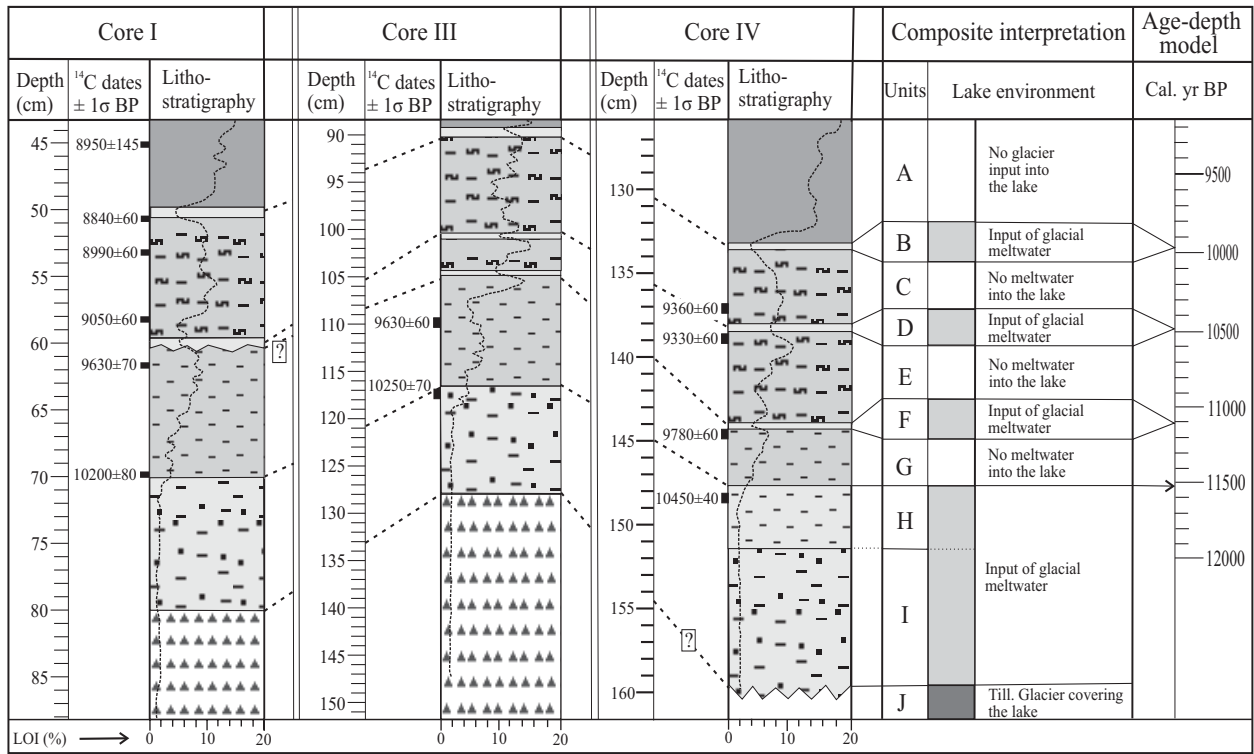 Core I
Core III
Core IV
Composite interpretation
Age-depth
model
Depth
(cm)
¹⁴C dates
± 1σ BP
Litho-
stratigraphy
Depth
(cm)
¹⁴C dates
± 1σ BP
Litho-
stratigraphy
Depth
(cm)
¹⁴C dates
± 1σ BP
Litho-
stratigraphy
Units
Lake environment
Cal. yr BP
45
50
55
60
65
70
75
80
85
8950±145
8840±60
8990±60
9050±60
9630±70
10200±80
?
90
95
100
105
110
115
120
125
130
135
140
145
150
9630±60
10250±70
130
135
140
145
150
155
160
9360±60
9330±60
9780±60
10450±40
?
A
No glacier
input into
the lake
B
Input of glacial
meltwater
C
No meltwater
into the lake
D
Input of glacial
meltwater
E
No meltwater
into the lake
F
Input of glacial
meltwater
G
No meltwater
into the lake
H
I
Input of glacial
meltwater
J
Till. Glacier covering
the lake
9500
10000
10500
11000
11500
12000
LOI (%)
0 10 20
0 10 20
0 10 20